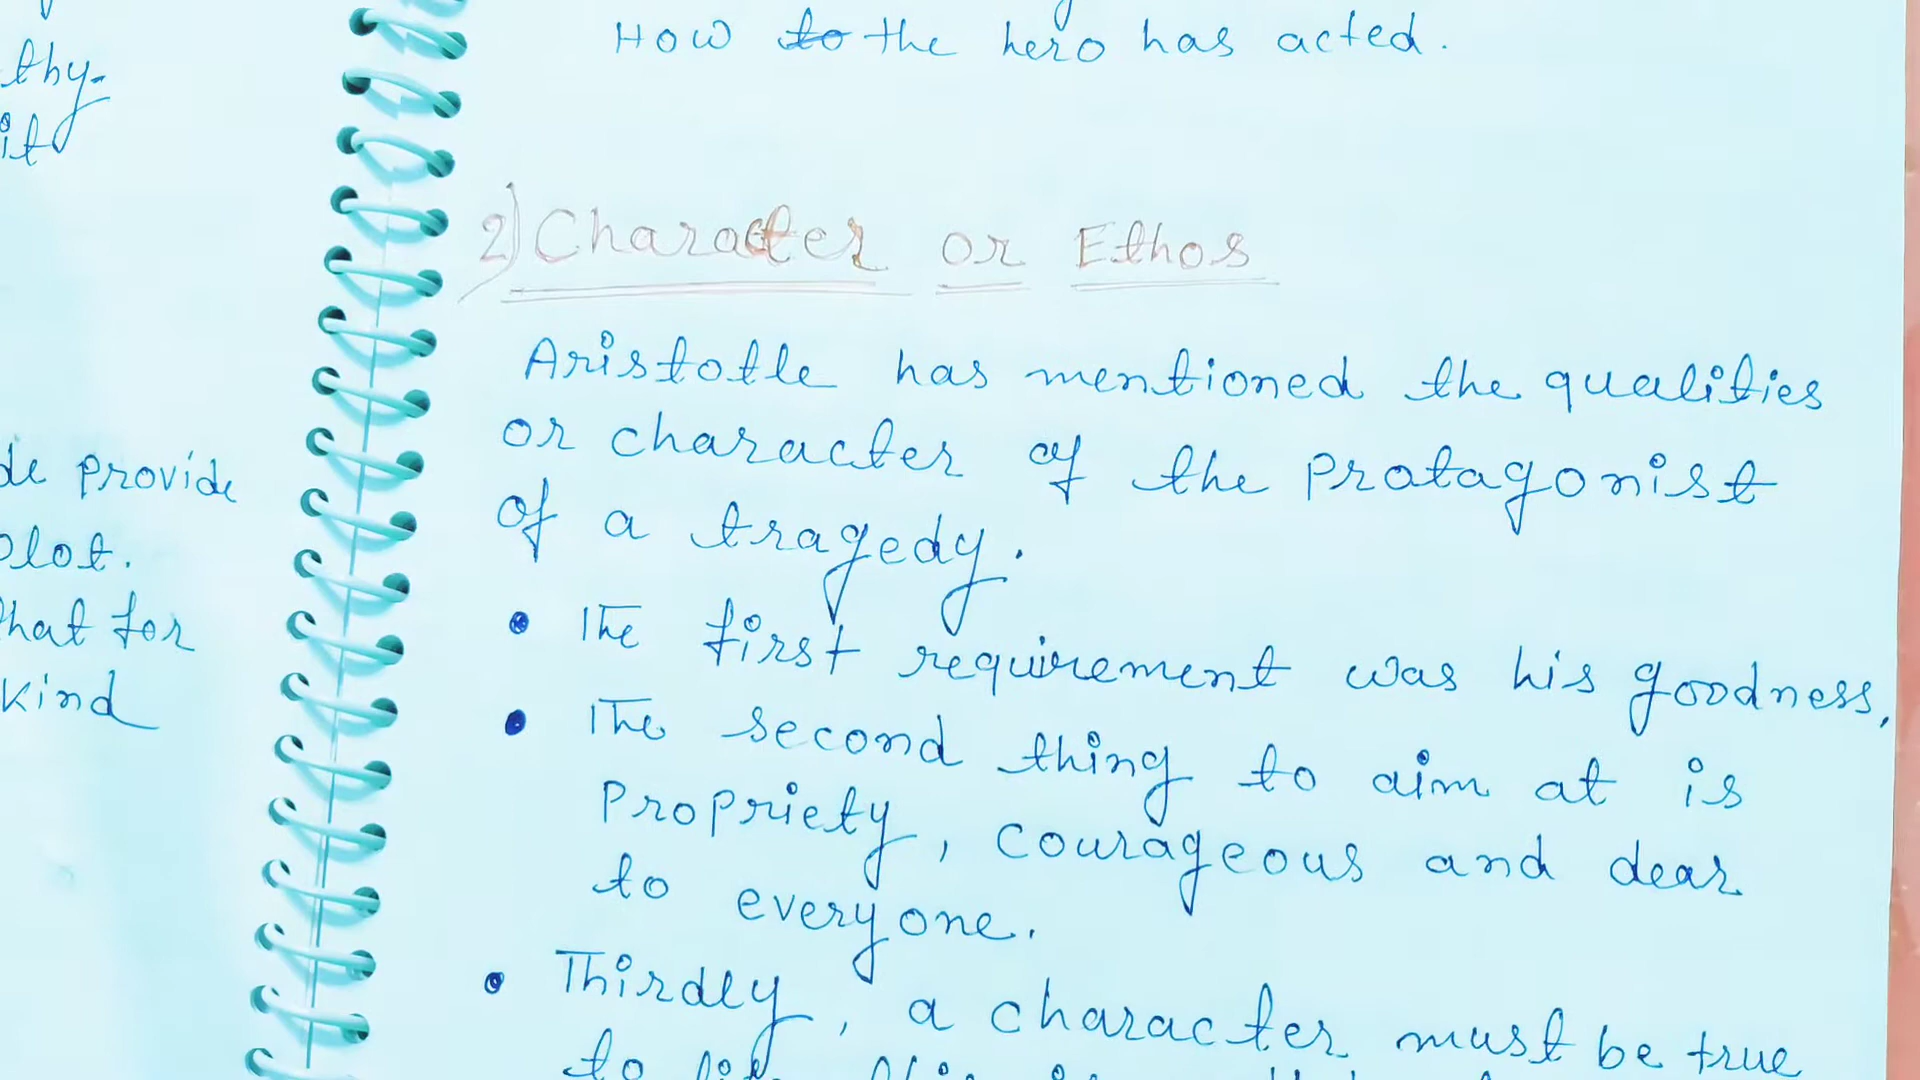 thy-
it
de provide
plot.
that for
kind
How to the hero has acted.
2) Character or Ethos
Aristotle has mentioned the qualities
or character of the Protagonist
of a tragedy.
• The first requirement was his goodness,
• The second thing to aim at is
Propriety, courageous and dear
to everyone.
• Thirdly, a character must be true
to